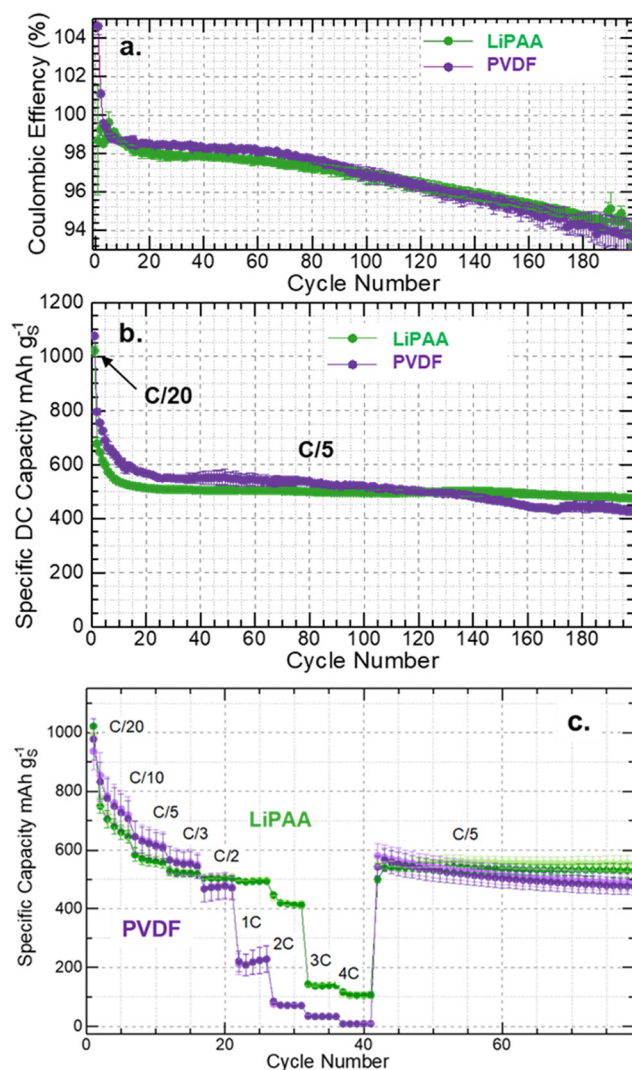 a.
LiPAA
PVDF
Coulombic Effiency (%)
104
102
100
98
96
94
0 20 40 60 80 100 120 140 160 180
Cycle Number
b.
LiPAA
PVDF
C/20
C/5
Specific DC Capacity mAh g_S^-1
1200
1000
800
600
400
200
0
0 20 40 60 80 100 120 140 160 180
Cycle Number
c.
C/20
C/10
C/5
C/3
C/2
LiPAA
PVDF
1C
2C
3C
4C
C/5
Specific Capacity mAh g_S^-1
1000
800
600
400
200
0
0 20 40 60
Cycle Number